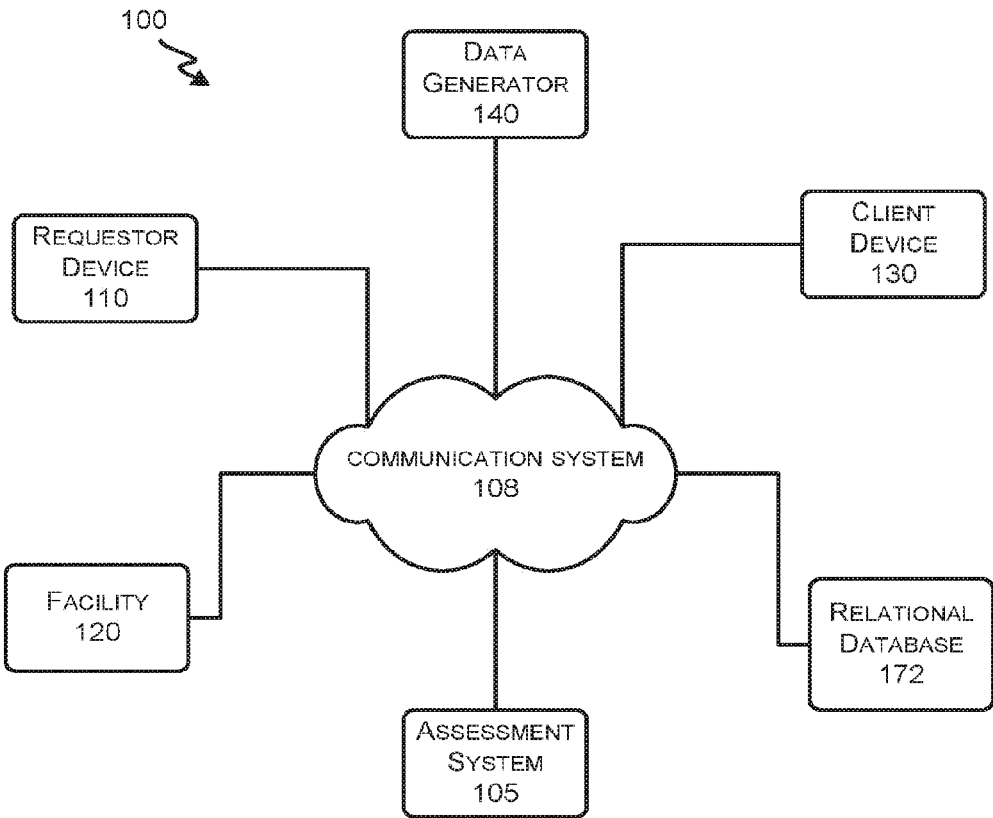 100
DATA
GENERATOR
140
CLIENT
DEVICE
130
REQUESTOR
DEVICE
110
COMMUNICATION SYSTEM
108
FACILITY
120
RELATIONAL
DATABASE
172
ASSESSMENT
SYSTEM
105